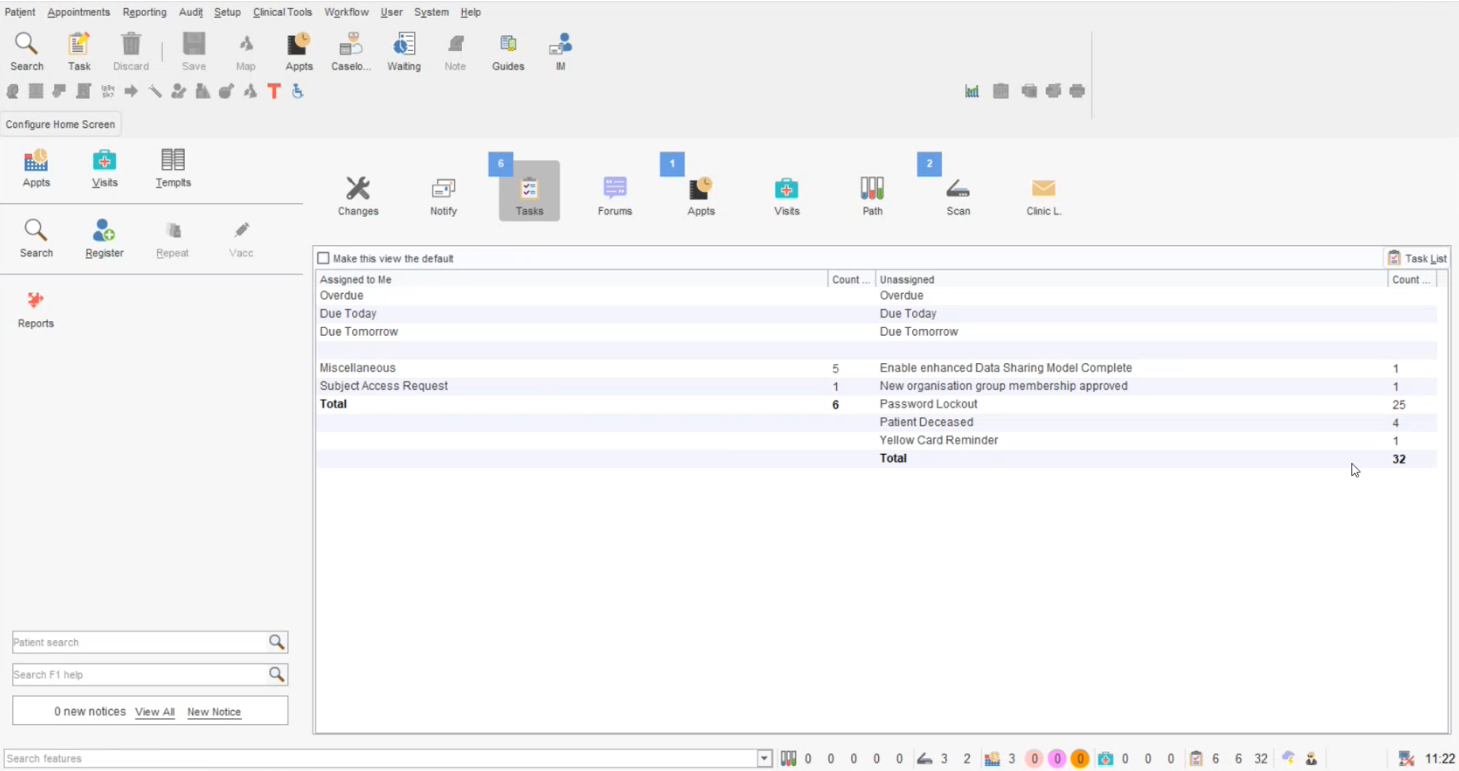 Patient Appointments Reporting Audit Setup Clinical Tools Workflow User System Help
Search Task Discard Save Map Appts Caselo... Waiting Note Guides IM
T
Configure Home Screen
Appts Visits Templts
6 1 2
Changes Notify Tasks Forums Appts Visits Path Scan Clinic L.
Search Register Repeat Vacc
Reports
Make this view the default Task List
Assigned to Me Count ... Unassigned Count ...
Overdue Overdue
Due Today Due Today
Due Tomorrow Due Tomorrow
Miscellaneous 5 Enable enhanced Data Sharing Model Complete 1
Subject Access Request 1 New organisation group membership approved 1
Total 6 Password Lockout 25
Patient Deceased 4
Yellow Card Reminder 1
Total 32
Patient search
Search F1 help
0 new notices View All New Notice
Search features 0 0 0 0 0 3 2 3 0 0 0 0 0 0 6 6 32 11:22